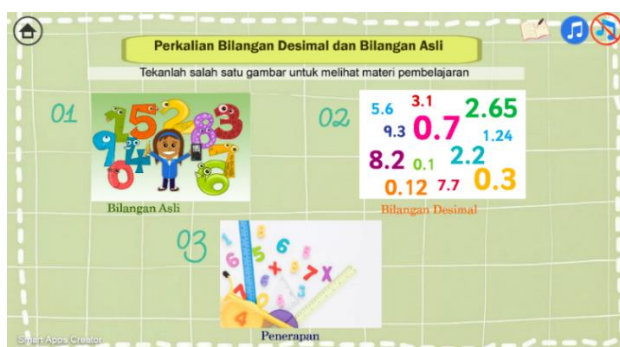 Perkalian Bilangan Desimal dan Bilangan Asli
Tekanlah salah satu gambar untuk melihat materi pembelajaran
01
Bilangan Asli
02
5.6 3.1 2.65
9.3 0.7 1.24
8.2 0.1 2.2
0.12 7.7 0.3
Bilangan Desimal
03
Penerapan
Smart Apps Creator